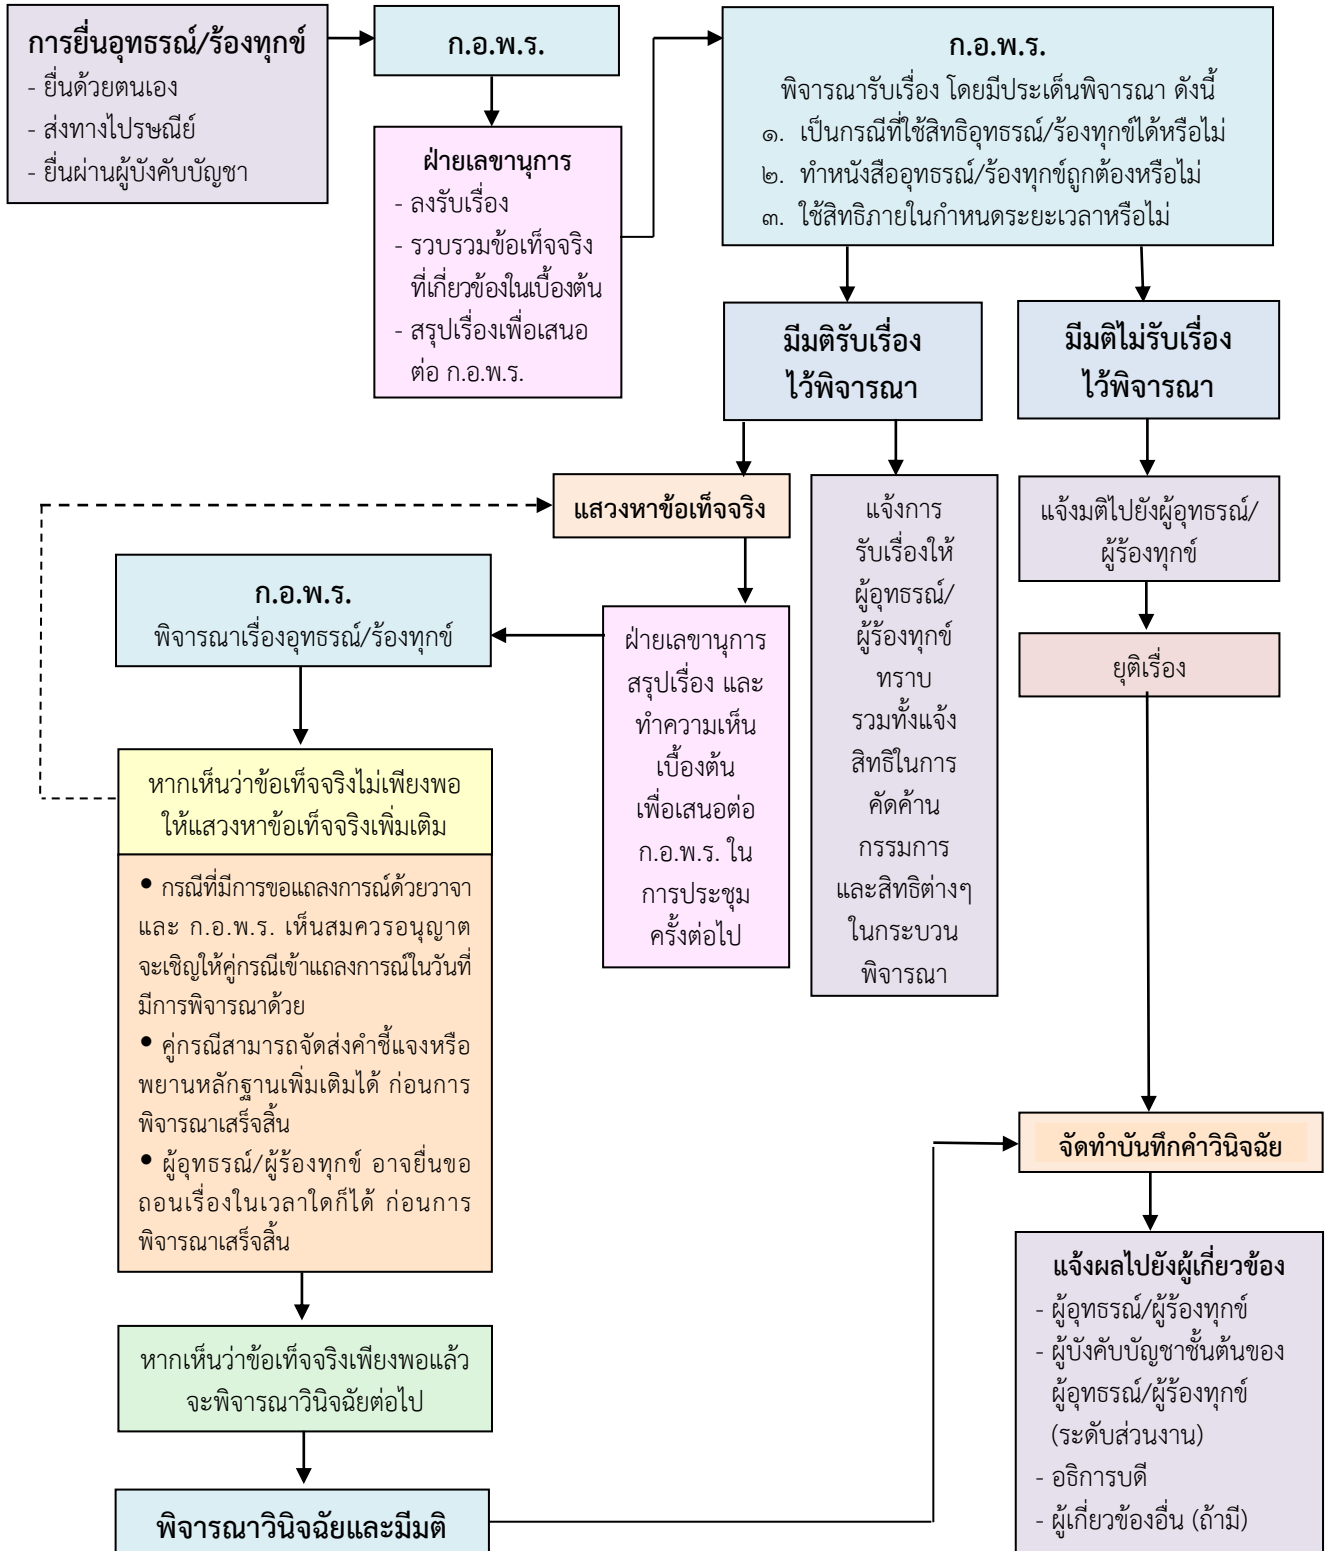 การยื่นอุทธรณ์/ร้องทุกข์
- ยื่นด้วยตนเอง
- ส่งทางไปรษณีย์
- ยื่นผ่านผู้บังคับบัญชา
ก.อ.พ.ร.
ฝ่ายเลขานุการ
- ลงรับเรื่อง
- รวบรวมข้อเท็จจริง
ที่เกี่ยวข้องในเบื้องต้น
- สรุปเรื่องเพื่อเสนอ
ต่อ ก.อ.พ.ร.
ก.อ.พ.ร.
พิจารณารับเรื่อง โดยมีประเด็นพิจารณา ดังนี้
๑. เป็นกรณีที่ใช้สิทธิอุทธรณ์/ร้องทุกข์ได้หรือไม่
๒. ทำหนังสืออุทธรณ์/ร้องทุกข์ถูกต้องหรือไม่
๓. ใช้สิทธิภายในกำหนดระยะเวลาหรือไม่
มีมติรับเรื่อง
ไว้พิจารณา
มีมติไม่รับเรื่อง
ไว้พิจารณา
แสวงหาข้อเท็จจริง
แจ้งการ
รับเรื่องให้
ผู้อุทธรณ์/
ผู้ร้องทุกข์
ทราบ
รวมทั้งแจ้ง
สิทธิในการ
คัดค้าน
กรรมการ
และสิทธิต่างๆ
ในกระบวน
พิจารณา
แจ้งมติไปยังผู้อุทธรณ์/
ผู้ร้องทุกข์
ยุติเรื่อง
ฝ่ายเลขานุการ
สรุปเรื่อง และ
ทำความเห็น
เบื้องต้น
เพื่อเสนอต่อ
ก.อ.พ.ร. ใน
การประชุม
ครั้งต่อไป
ก.อ.พ.ร.
พิจารณาเรื่องอุทธรณ์/ร้องทุกข์
หากเห็นว่าข้อเท็จจริงไม่เพียงพอ
ให้แสวงหาข้อเท็จจริงเพิ่มเติม
• กรณีที่มีการขอแถลงการณ์ด้วยวาจา
และ ก.อ.พ.ร. เห็นสมควรอนุญาต
จะเชิญให้คู่กรณีเข้าแถลงการณ์ในวันที่
มีการพิจารณาด้วย
• คู่กรณีสามารถจัดส่งคำชี้แจงหรือ
พยานหลักฐานเพิ่มเติมได้ ก่อนการ
พิจารณาเสร็จสิ้น
• ผู้อุทธรณ์/ผู้ร้องทุกข์ อาจยื่นขอ
ถอนเรื่องในเวลาใดก็ได้ ก่อนการ
พิจารณาเสร็จสิ้น
หากเห็นว่าข้อเท็จจริงเพียงพอแล้ว
จะพิจารณาวินิจฉัยต่อไป
พิจารณาวินิจฉัยและมีมติ
จัดทำบันทึกคำวินิจฉัย
แจ้งผลไปยังผู้เกี่ยวข้อง
- ผู้อุทธรณ์/ผู้ร้องทุกข์
- ผู้บังคับบัญชาชั้นต้นของ
ผู้อุทธรณ์/ผู้ร้องทุกข์
(ระดับส่วนงาน)
- อธิการบดี
- ผู้เกี่ยวข้องอื่น (ถ้ามี)